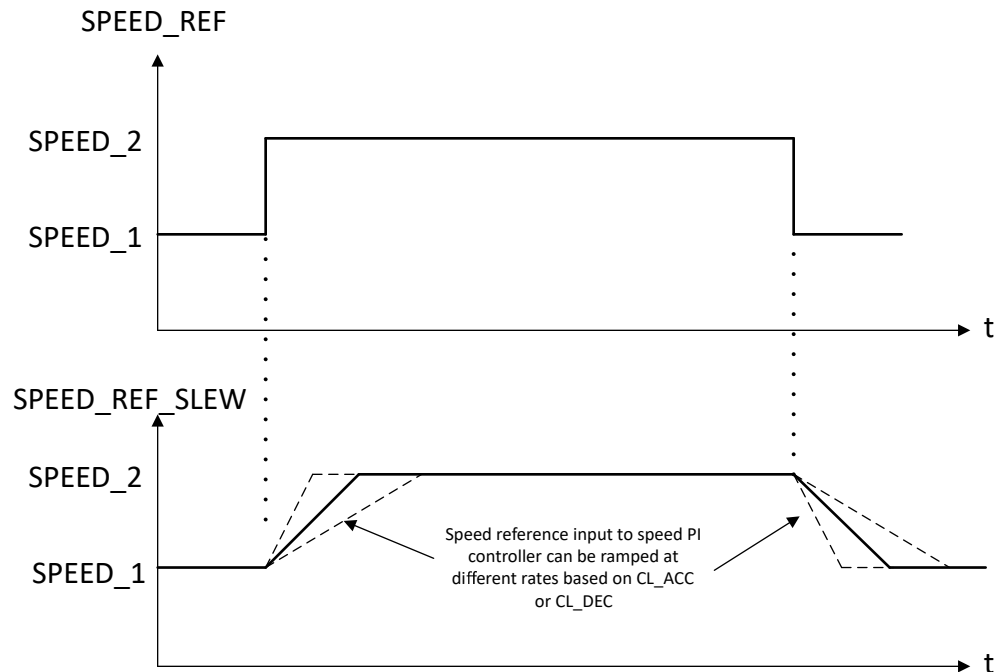 SPEED_REF
SPEED_2
SPEED_1
t
SPEED_REF_SLEW
SPEED_2
Speed reference input to speed PI
controller can be ramped at
different rates based on CL_ACC
or CL_DEC
SPEED_1
t